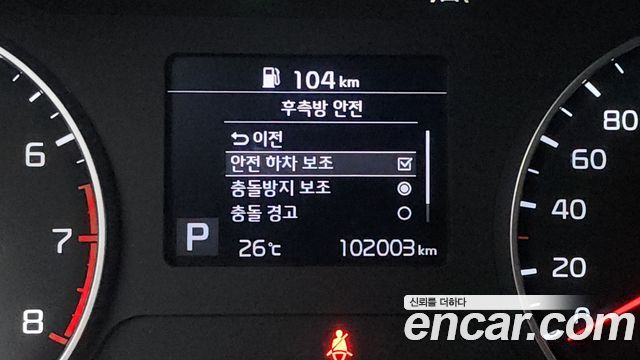 104 km
후측방 안전
이전
안전 하차 보조
충돌방지 보조
충돌 경고
P
26℃
102003 km
6
7
8
80
60
40
20
0
신뢰를 더하다
encar.com